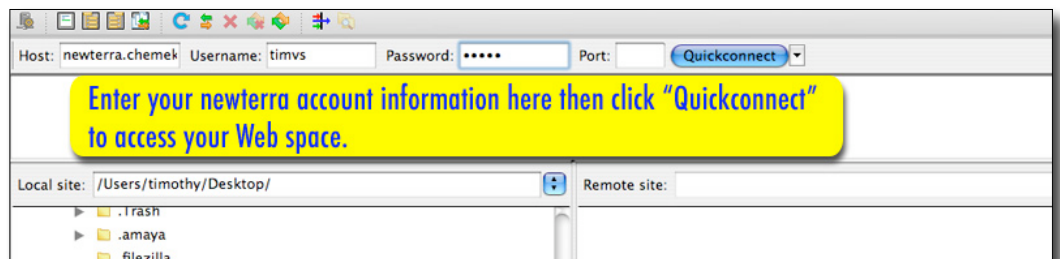 Host: newterra.chemek Username: timvs Password: ••••• Port: Quickconnect
Enter your newterra account information here then click “Quickconnect”
to access your Web space.
Local site: /Users/timothy/Desktop/ Remote site:
.Trash
.amaya
.filezilla